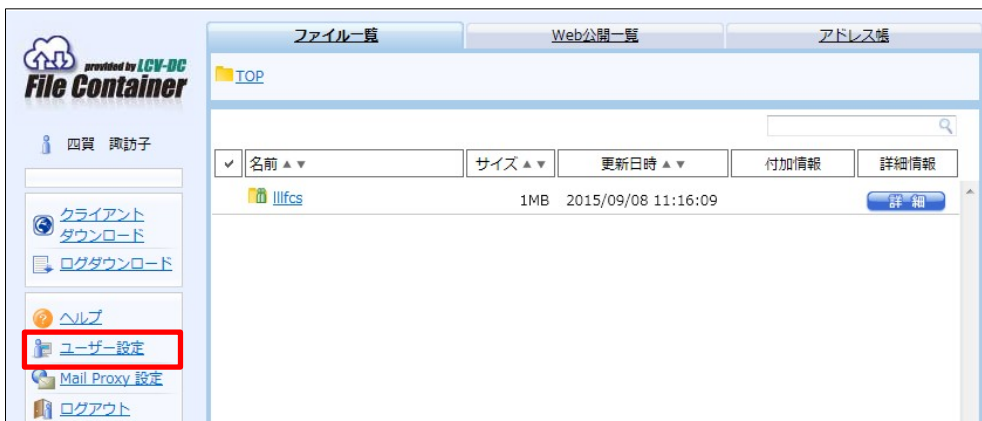 ファイル一覧
Web公開一覧
アドレス帳
provided by LCV-DC
File Container
TOP
四賀 諏訪子
✓ 名前 ▲▼ サイズ ▲▼ 更新日時 ▲▼ 付加情報 詳細情報
lllfcs 1MB 2015/09/08 11:16:09 詳細
クライアント
ダウンロード
ログダウンロード
ヘルプ
ユーザー設定
Mail Proxy 設定
ログアウト